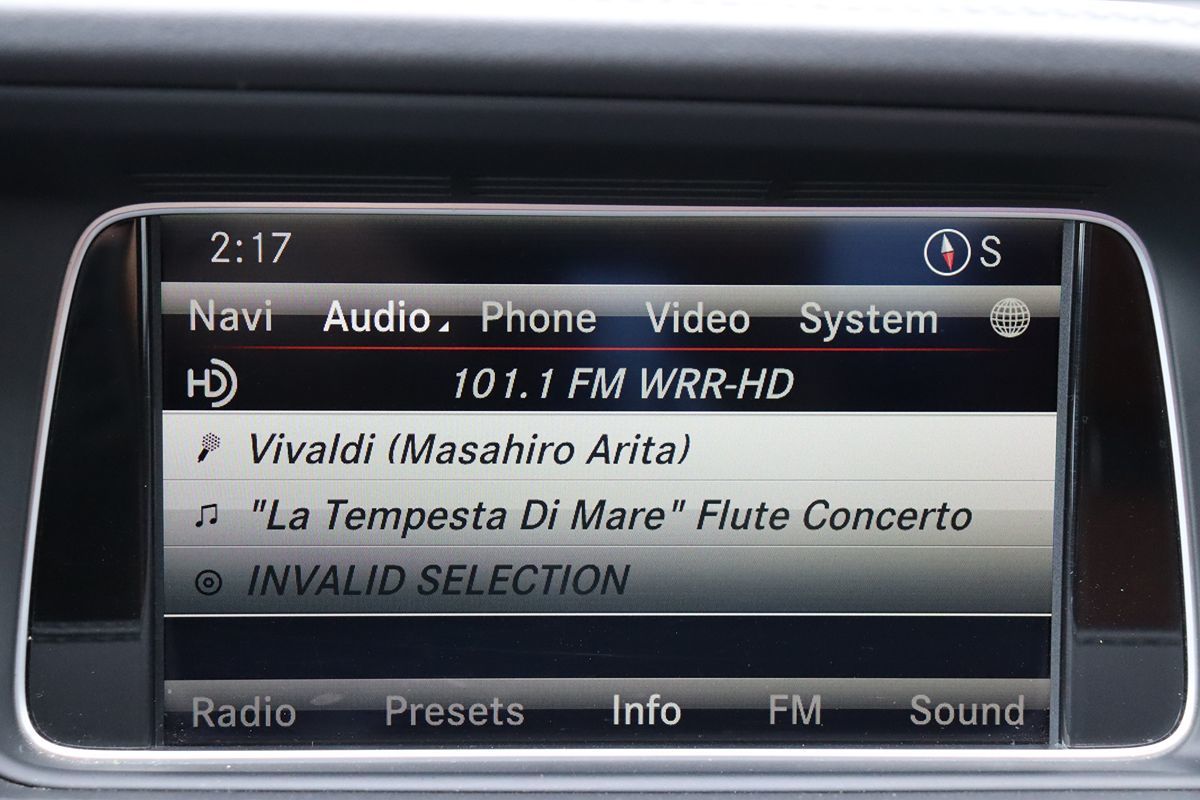 2:17 S
Navi Audio Phone Video System
HD 101.1 FM WRR-HD
Vivaldi (Masahiro Arita)
"La Tempesta Di Mare" Flute Concerto
INVALID SELECTION
Radio Presets Info FM Sound